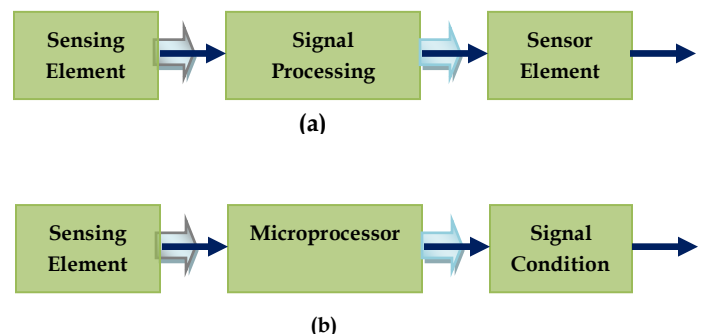 Sensing
Element
Signal
Processing
Sensor
Element
(a)
Sensing
Element
Microprocessor
Signal
Condition
(b)